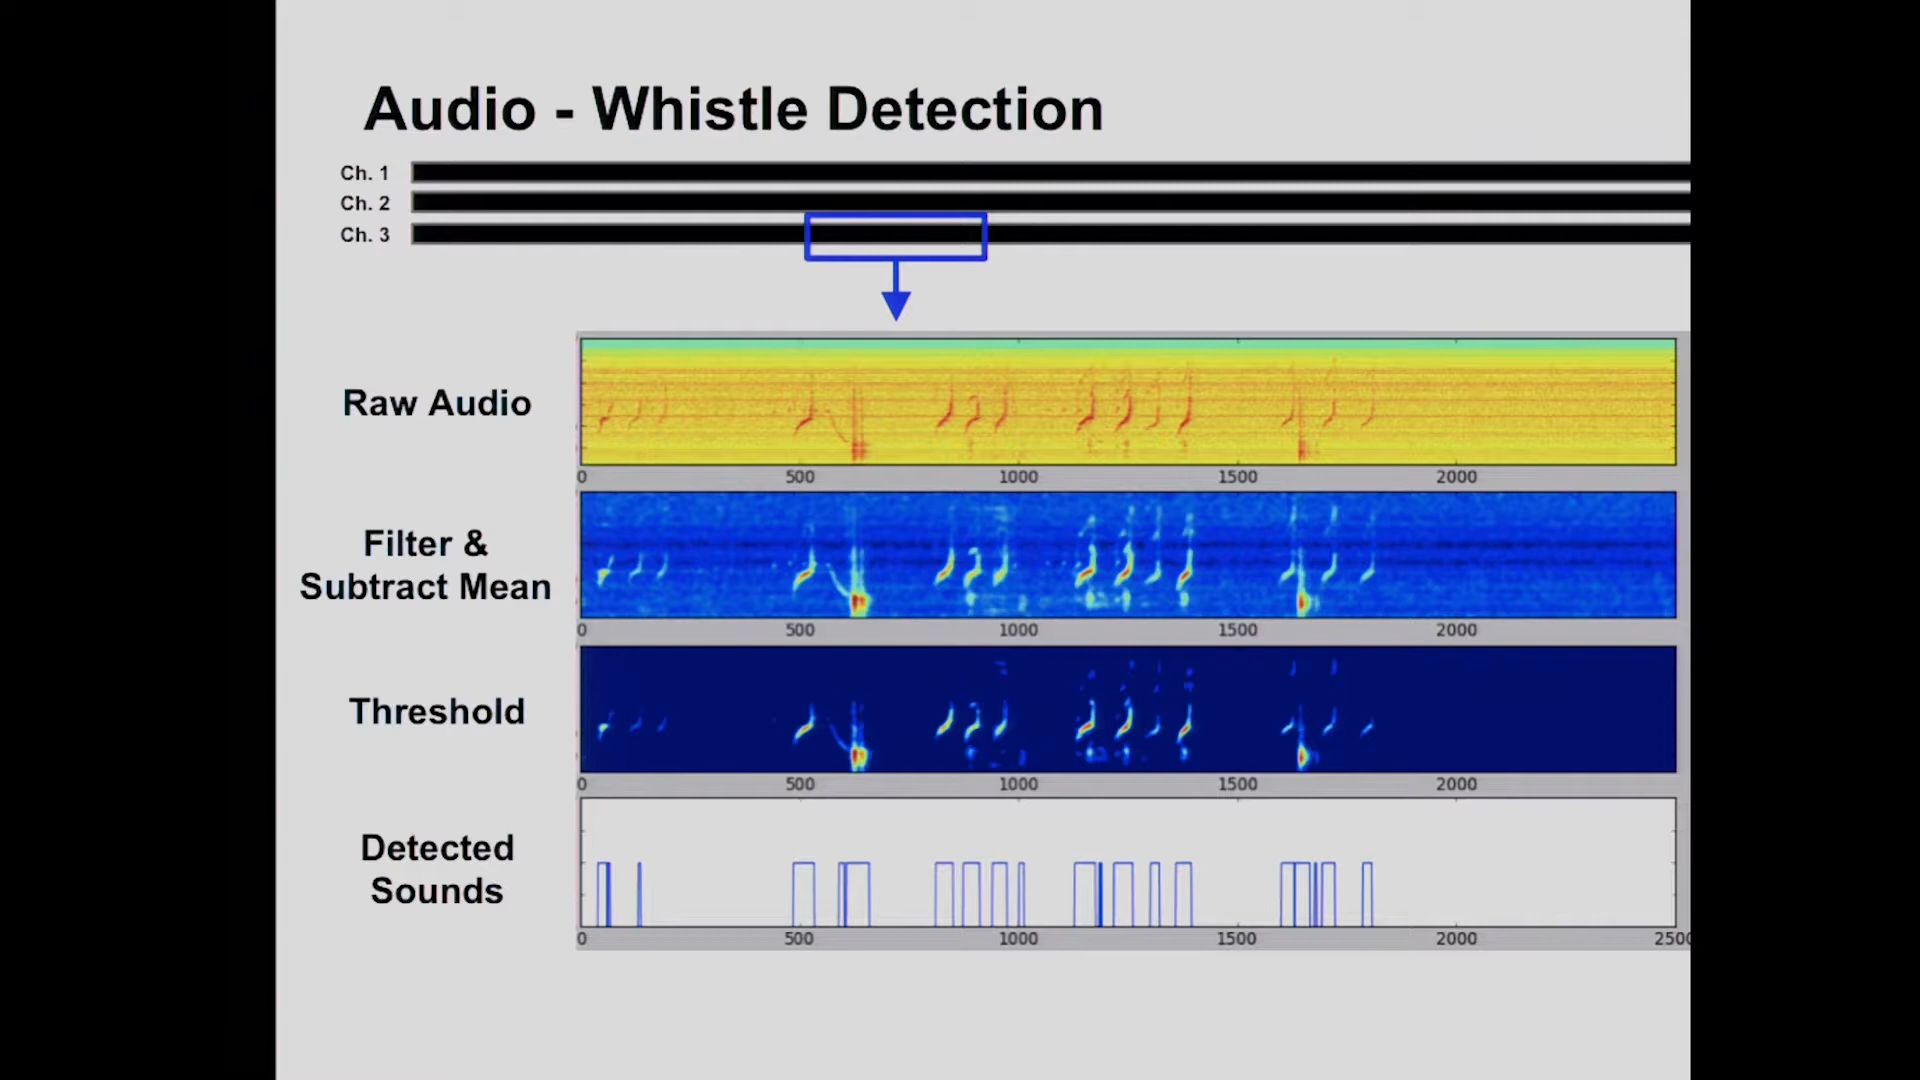 Audio - Whistle Detection
Ch. 1
Ch. 2
Ch. 3
Raw Audio
0 500 1000 1500 2000
Filter &
Subtract Mean
0 500 1000 1500 2000
Threshold
0 500 1000 1500 2000
Detected
Sounds
0 500 1000 1500 2000 2500